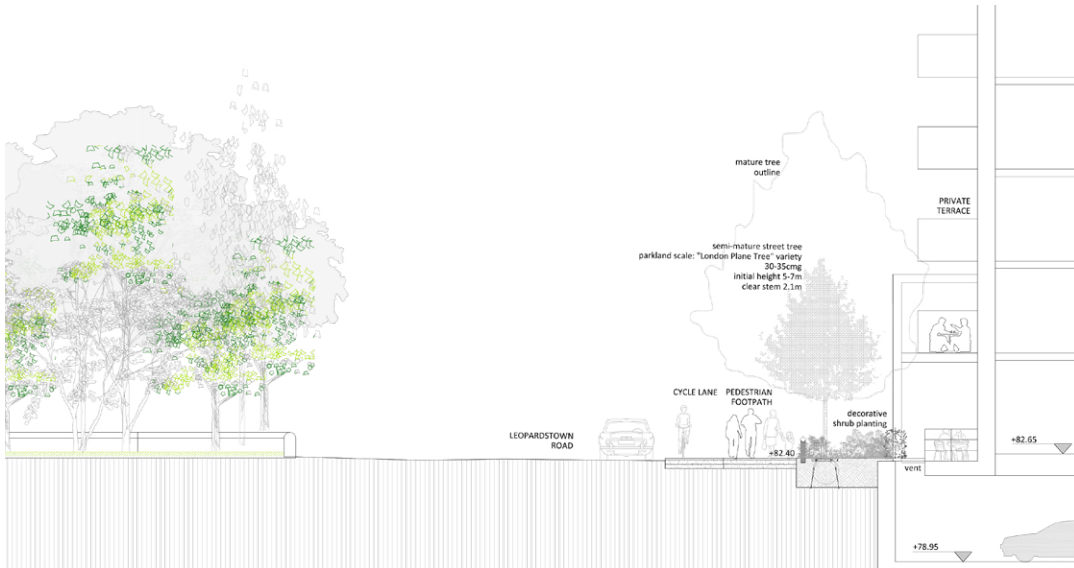 mature tree
outline
PRIVATE
TERRACE
semi-mature street tree
parkland scale: "London Plane Tree" variety
30-35cmg
initial height 5-7m
clear stem 2.1m
CYCLE LANE
PEDESTRIAN
FOOTPATH
decorative
shrub planting
LEOPARDSTOWN
ROAD
+82.40
+82.65
vent
+78.95